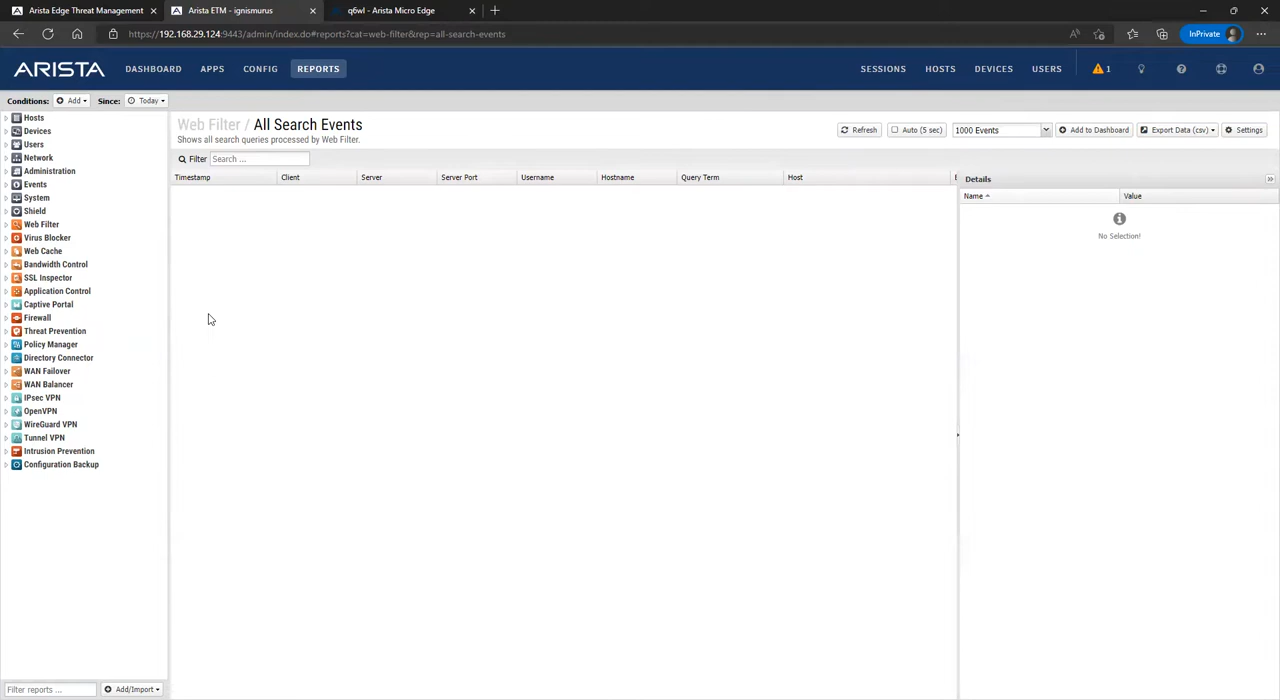 Arista Edge Threat Management
Arista ETM - ignismurus
q6wl - Arista Micro Edge
https://192.168.29.124:9443/admin/index.do#reports?cat=web-filter&rep=all-search-events
InPrivate
ARISTA
DASHBOARD
APPS
CONFIG
REPORTS
SESSIONS
HOSTS
DEVICES
USERS
1
Conditions:
Add
Since:
Today
Hosts
Devices
Users
Network
Administration
Events
System
Shield
Web Filter
Virus Blocker
Web Cache
Bandwidth Control
SSL Inspector
Application Control
Captive Portal
Firewall
Threat Prevention
Policy Manager
Directory Connector
WAN Failover
WAN Balancer
IPsec VPN
OpenVPN
WireGuard VPN
Tunnel VPN
Intrusion Prevention
Configuration Backup
Filter reports ...
Add/Import
Web Filter / All Search Events
Shows all search queries processed by Web Filter.
Refresh
Auto (5 sec)
1000 Events
Add to Dashboard
Export Data (csv)
Settings
Filter
Search ...
Timestamp
Client
Server
Server Port
Username
Hostname
Query Term
Host
Details
Name
Value
No Selection!